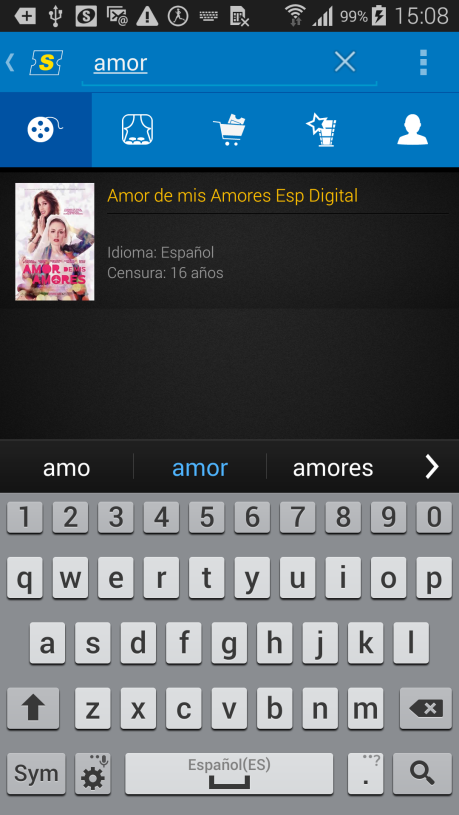 99% 15:08
S amor
Amor de mis Amores Esp Digital
Idioma: Español
Censura: 16 años
AMOR DE MIS
AMORES
amo amor amores
1 2 3 4 5 6 7 8 9 0
q w e r t y u i o p
a s d f g h j k l
z x c v b n m
Sym Español(ES) . ..?